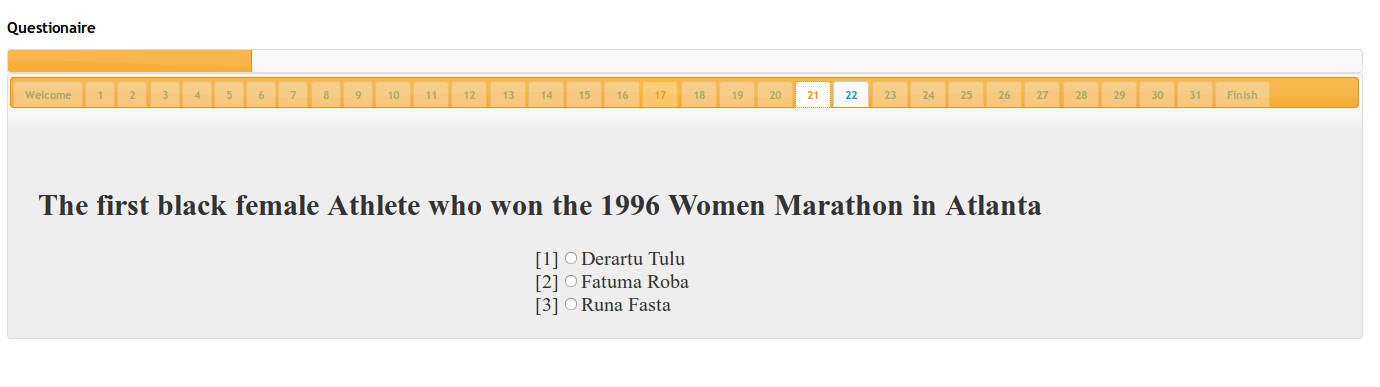 Questionaire
Welcome 1 2 3 4 5 6 7 8 9 10 11 12 13 14 15 16 17 18 19 20 21 22 23 24 25 26 27 28 29 30 31 Finish
The first black female Athlete who won the 1996 Women Marathon in Atlanta
[1] Derartu Tulu
[2] Fatuma Roba
[3] Runa Fasta